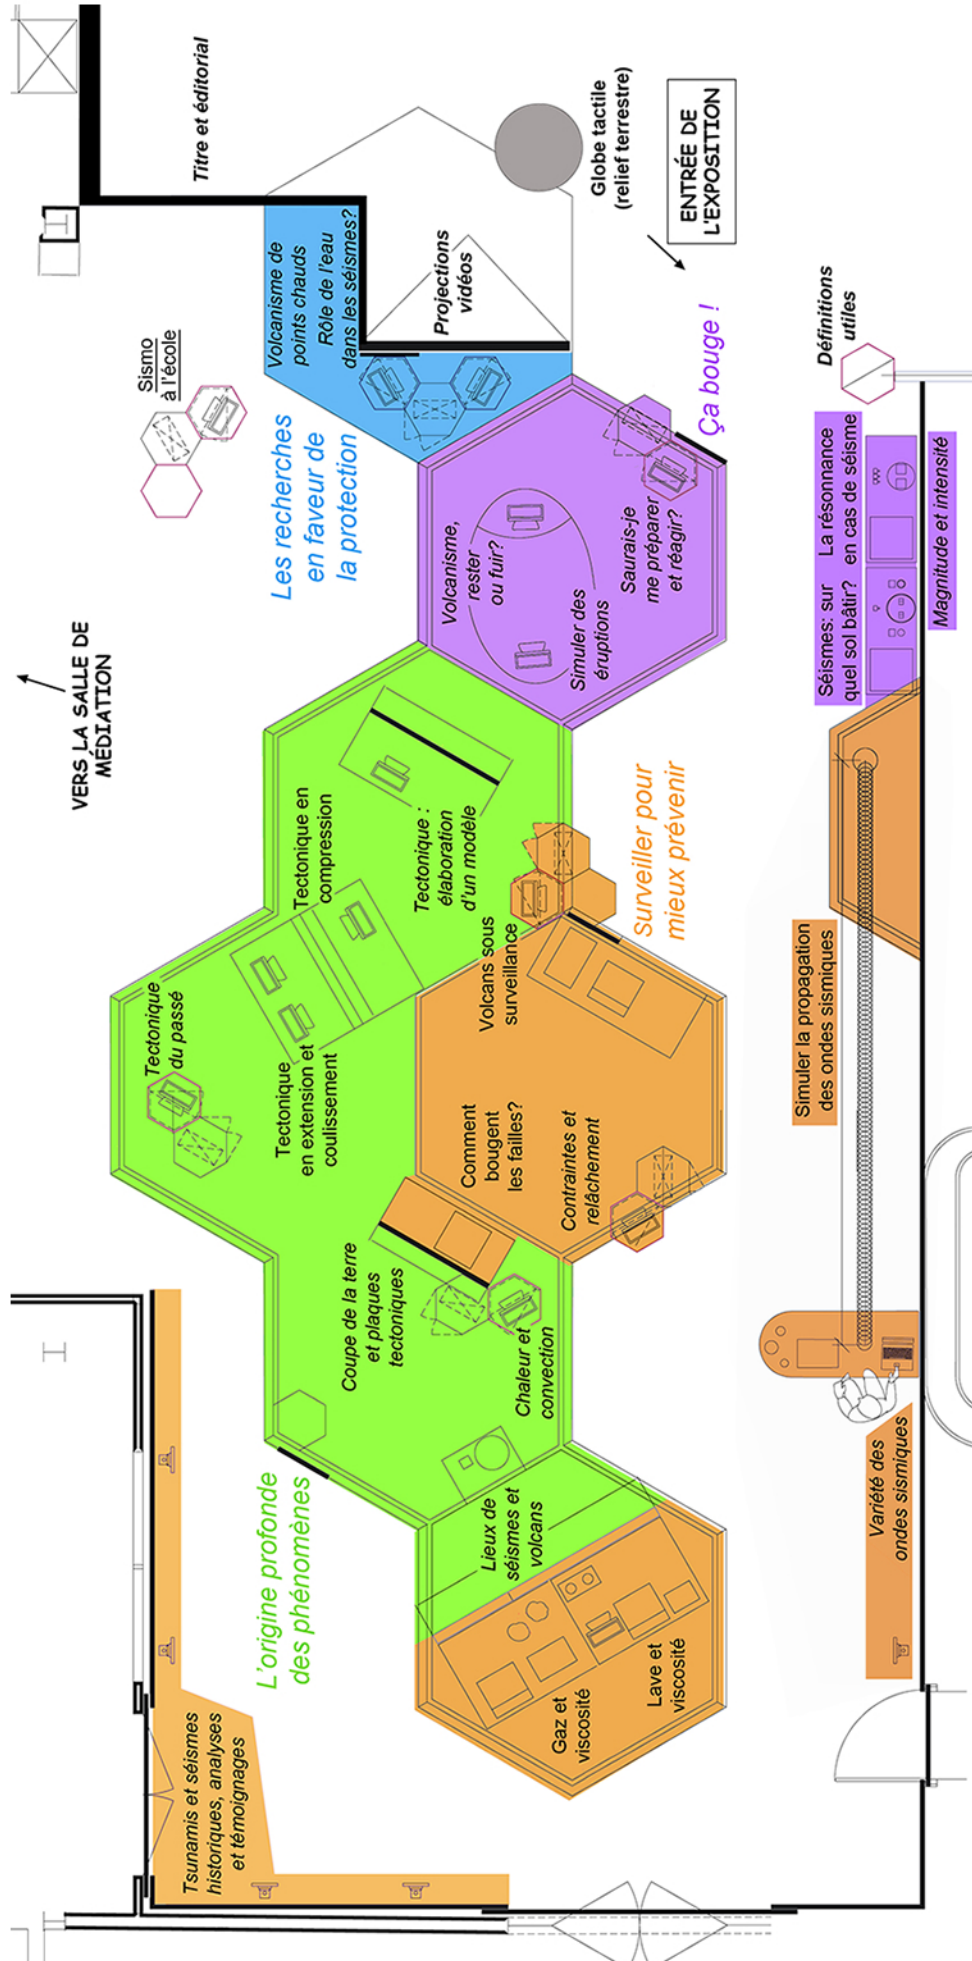 Titre et éditorial
Globe tactile
(relief terrestre)
ENTRÉE DE
L'EXPOSITION
Projections
vidéos
Volcanisme de
points chauds
Rôle de l'eau
dans les séismes?
Sismo
à l'école
Les recherches
en faveur de
la protection
Ça bouge !
Définitions
utiles
Volcanisme,
rester
ou fuir?
Simuler des
éruptions
Saurais-je
me préparer
et réagir?
La résonnance
en cas de séisme
Séismes: sur
quel sol bâtir?
Magnitude et intensité
VERS LA SALLE DE
MÉDIATION
Tectonique en
compression
Tectonique :
élaboration
d'un modèle
Surveiller pour
mieux prévenir
Volcans sous
surveillance
Tectonique
du passé
Tectonique
en extension et
coulissement
Comment
bougent
les failles?
Contraintes et
relâchement
Simuler la propagation
des ondes sismiques
Coupe de la terre
et plaques
tectoniques
Chaleur et
convection
Variété des
ondes sismiques
L'origine profonde
des phénomènes
Lieux de
séismes et
volcans
Gaz et
viscosité
Lave et
viscosité
Tsunamis et séismes
historiques, analyses
et témoignages